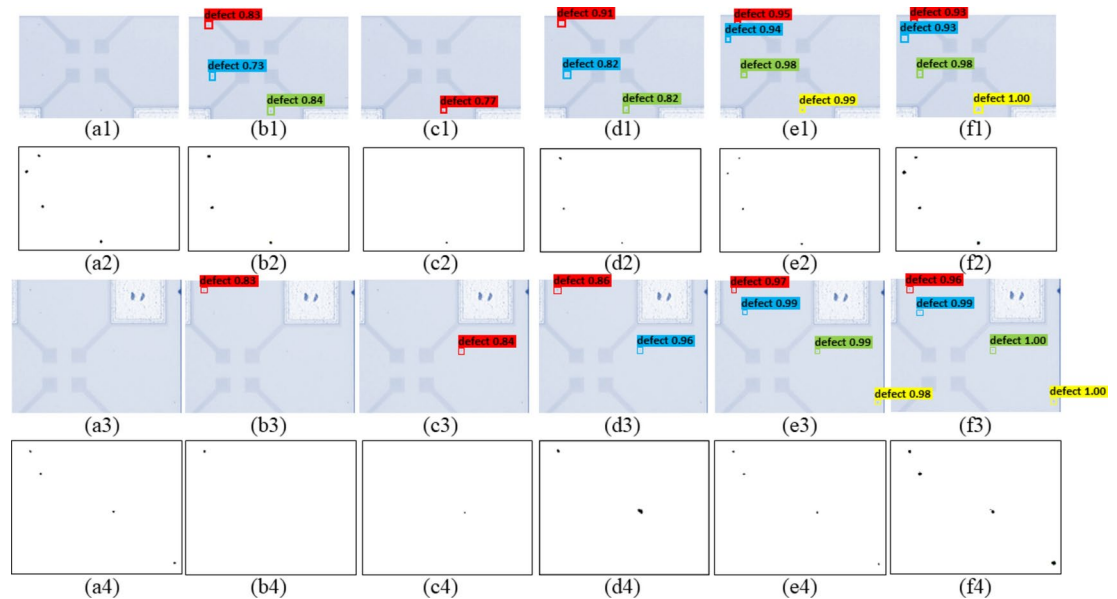 defect 0.83
defect 0.73
defect 0.84
defect 0.77
defect 0.91
defect 0.82
defect 0.82
defect 0.95
defect 0.94
defect 0.98
defect 0.99
defect 0.93
defect 0.93
defect 0.98
defect 1.00
(a1) (b1) (c1) (d1) (e1) (f1)
(a2) (b2) (c2) (d2) (e2) (f2)
defect 0.83
defect 0.84
defect 0.86
defect 0.96
defect 0.97
defect 0.99
defect 0.99
defect 0.98
defect 0.96
defect 0.99
defect 1.00
defect 1.00
(a3) (b3) (c3) (d3) (e3) (f3)
(a4) (b4) (c4) (d4) (e4) (f4)